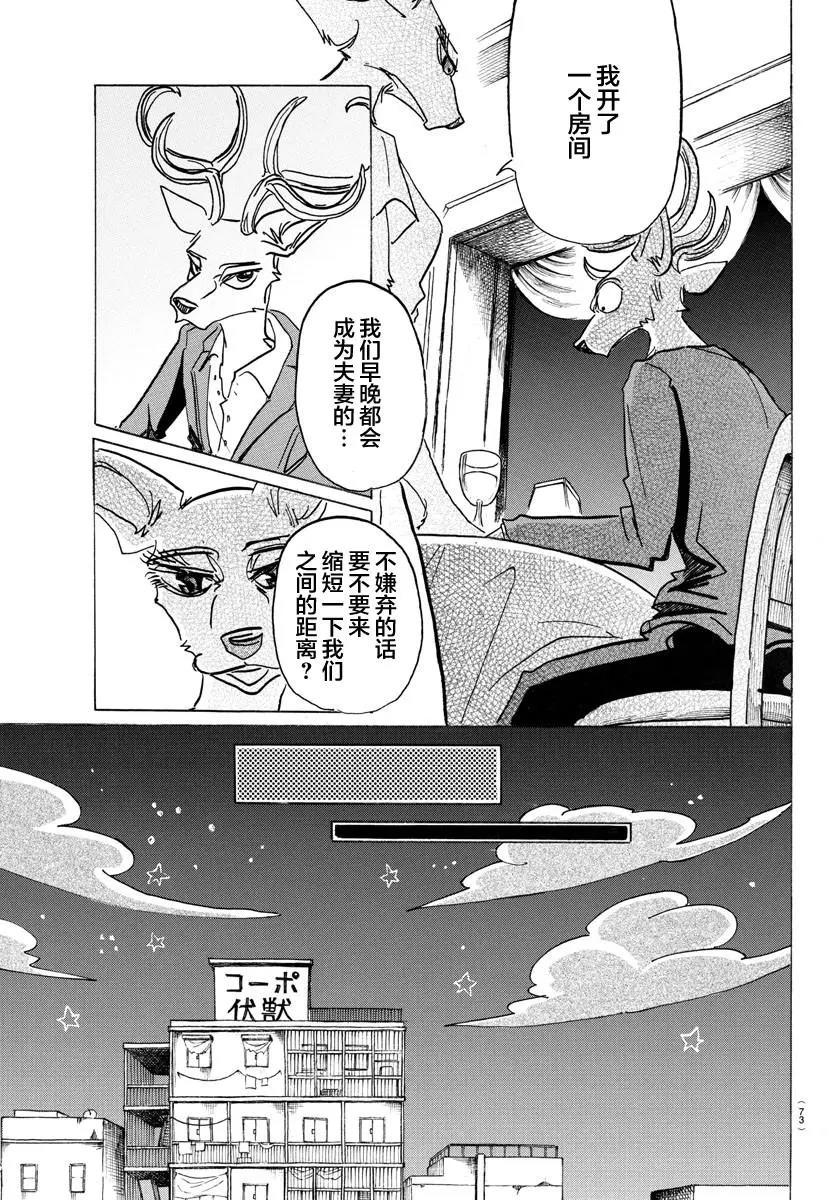 我开了
一个房间
我们早晚都会
成为夫妻的…
不嫌弃的话
要不要来
缩短一下我们
之间的距离？
コーポ
伏獣
(73)